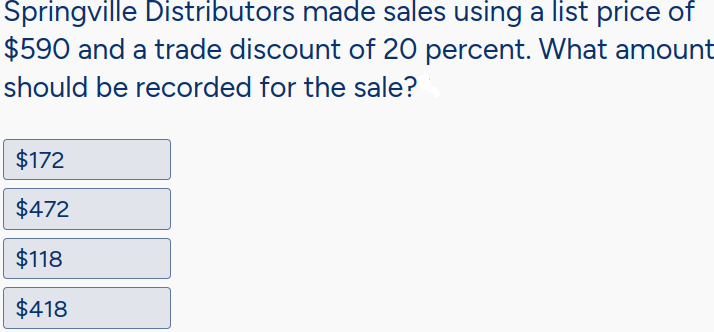 Springville Distributors made sales using a list price of
$590 and a trade discount of 20 percent. What amount
should be recorded for the sale?
$172
$472
$118
$418